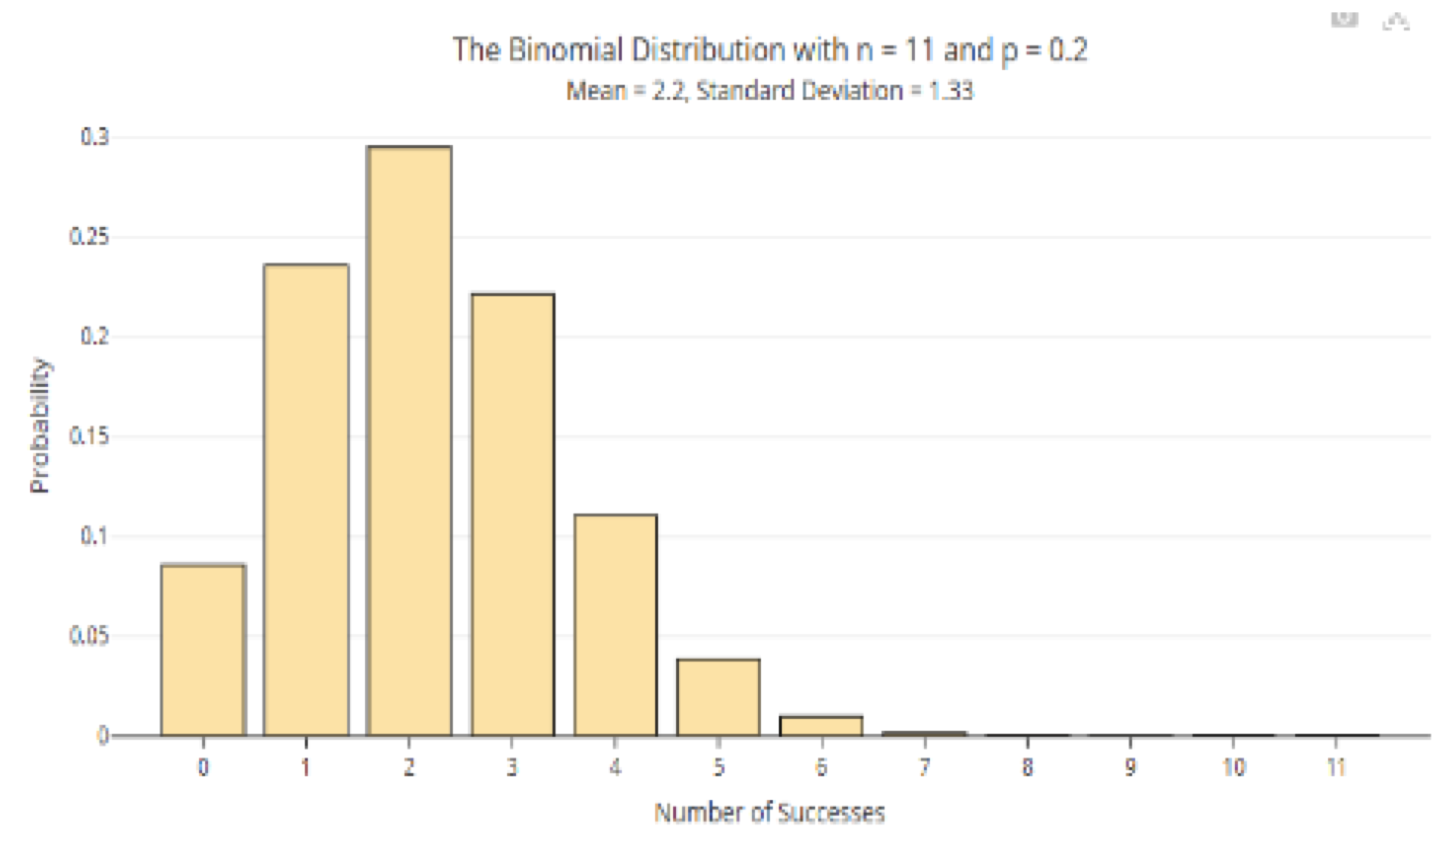 The Binomial Distribution with n = 11 and p = 0.2
Mean = 2.2, Standard Deviation = 1.33
0.3
0.25
0.2
0.15
0.1
0.05
0
Probability
0 1 2 3 4 5 6 7 8 9 10 11
Number of Successes